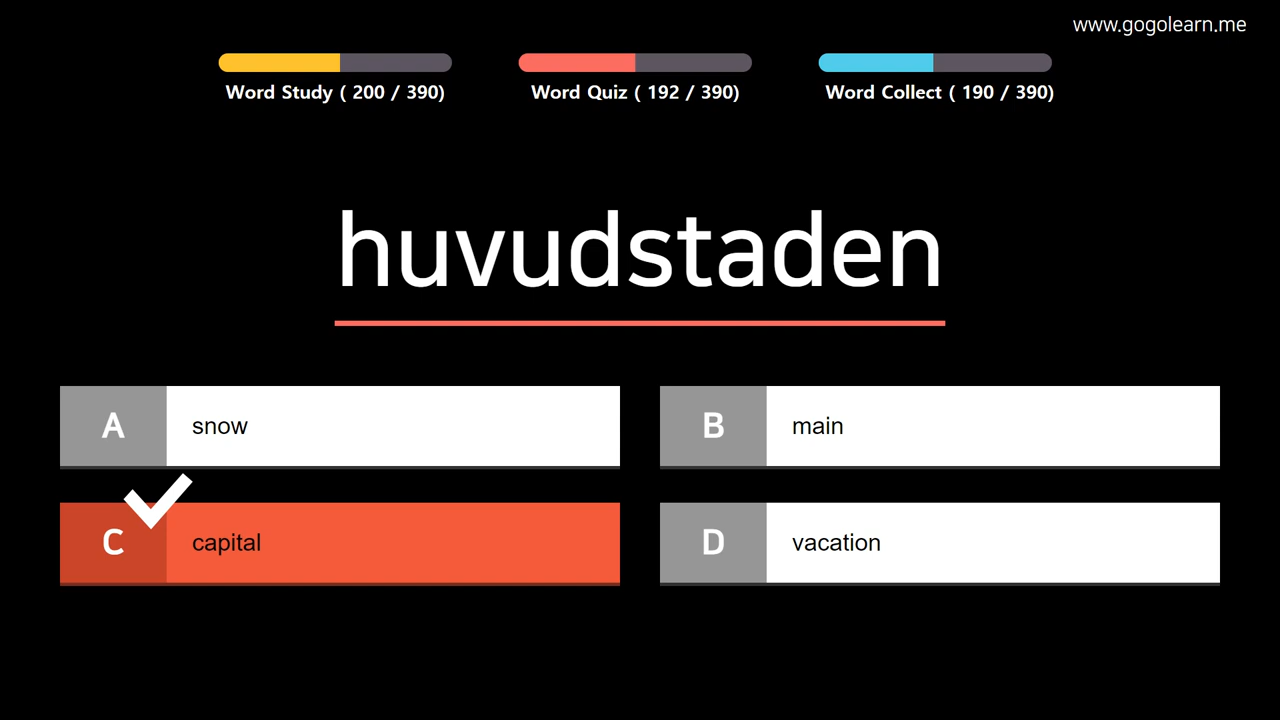 www.gogolearn.me
Word Study ( 200 / 390)
Word Quiz ( 192 / 390)
Word Collect ( 190 / 390)
huvudstaden
A snow
B main
C capital
D vacation